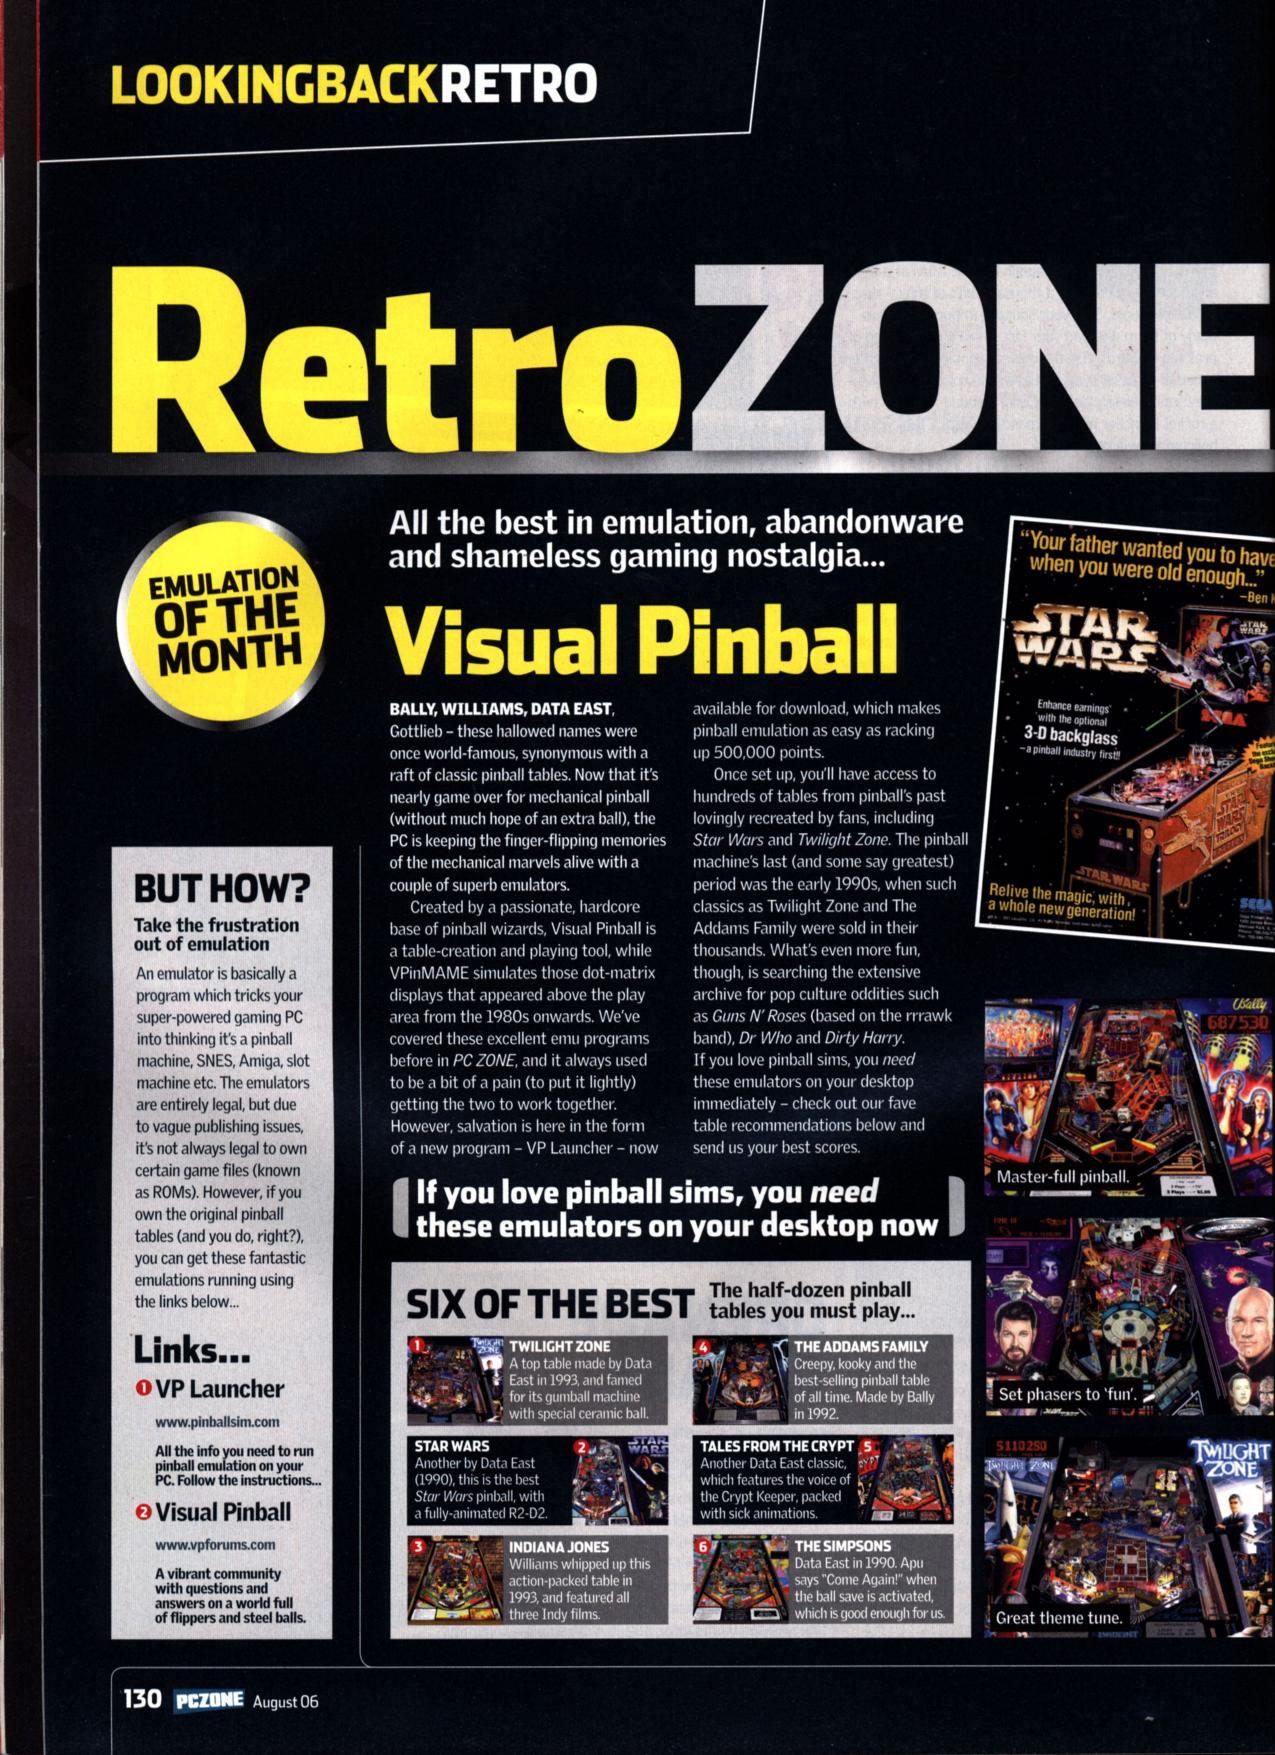 LOOKINGBACKRETRO
RetroZONE
EMULATION
OF THE
MONTH
All the best in emulation, abandonware
and shameless gaming nostalgia...
Visual Pinball
BALLY, WILLIAMS, DATA EAST,
Gottlieb – these hallowed names were
once world-famous, synonymous with a
raft of classic pinball tables. Now that it's
nearly game over for mechanical pinball
(without much hope of an extra ball), the
PC is keeping the finger-flipping memories
of the mechanical marvels alive with a
couple of superb emulators.
Created by a passionate, hardcore
base of pinball wizards, Visual Pinball is
a table-creation and playing tool, while
VPinMAME simulates those dot-matrix
displays that appeared above the play
area from the 1980s onwards. We've
covered these excellent emu programs
before in PC ZONE, and it always used
to be a bit of a pain (to put it lightly)
getting the two to work together.
However, salvation is here in the form
of a new program – VP Launcher – now
available for download, which makes
pinball emulation as easy as racking
up 500,000 points.
Once set up, you'll have access to
hundreds of tables from pinball's past
lovingly recreated by fans, including
Star Wars and Twilight Zone. The pinball
machine's last (and some say greatest)
period was the early 1990s, when such
classics as Twilight Zone and The
Addams Family were sold in their
thousands. What's even more fun,
though, is searching the extensive
archive for pop culture oddities such
as Guns N' Roses (based on the rrrawk
band), Dr Who and Dirty Harry.
If you love pinball sims, you need
these emulators on your desktop
immediately – check out our fave
table recommendations below and
send us your best scores.
If you love pinball sims, you need
these emulators on your desktop now
BUT HOW?
Take the frustration
out of emulation
An emulator is basically a
program which tricks your
super-powered gaming PC
into thinking it's a pinball
machine, SNES, Amiga, slot
machine etc. The emulators
are entirely legal, but due
to vague publishing issues,
it's not always legal to own
certain game files (known
as ROMs). However, if you
own the original pinball
tables (and you do, right?),
you can get these fantastic
emulations running using
the links below...
Links...
1 VP Launcher
www.pinballsim.com
All the info you need to run
pinball emulation on your
PC. Follow the instructions...
2 Visual Pinball
www.vpforums.com
A vibrant community
with questions and
answers on a world full
of flippers and steel balls.
SIX OF THE BEST
The half-dozen pinball
tables you must play...
1
TWILIGHT ZONE
TWILIGHT ZONE
A top table made by Data
East in 1993, and famed
for its gumball machine
with special ceramic ball.
STAR WARS
2
STAR WARS
Another by Data East
(1990), this is the best
Star Wars pinball, with
a fully-animated R2-D2.
3
INDIANA JONES
Williams whipped up this
action-packed table in
1993, and featured all
three Indy films.
4
THE ADDAMS FAMILY
Creepy, kooky and the
best-selling pinball table
of all time. Made by Bally
in 1992.
TALES FROM THE CRYPT
5
Another Data East classic,
which features the voice of
the Crypt Keeper, packed
with sick animations.
6
THE SIMPSONS
Data East in 1990. Apu
says "Come Again!" when
the ball save is activated,
which is good enough for us.
"Your father wanted you to have
when you were old enough..."
–Ben
STAR
WARS
STAR
WARS
SEGA
Enhance earnings
with the optional
3-D backglass
– a pinball industry first!!
STAR
WARS
STAR WARS
Relive the magic, with
a whole new generation!
SEGA
Bally
687530
Master-full pinball.
Set phasers to 'fun'.
5110250
TWILIGHT ZONE
TWILIGHT
ZONE
Great theme tune.
130 PCZONE August 06